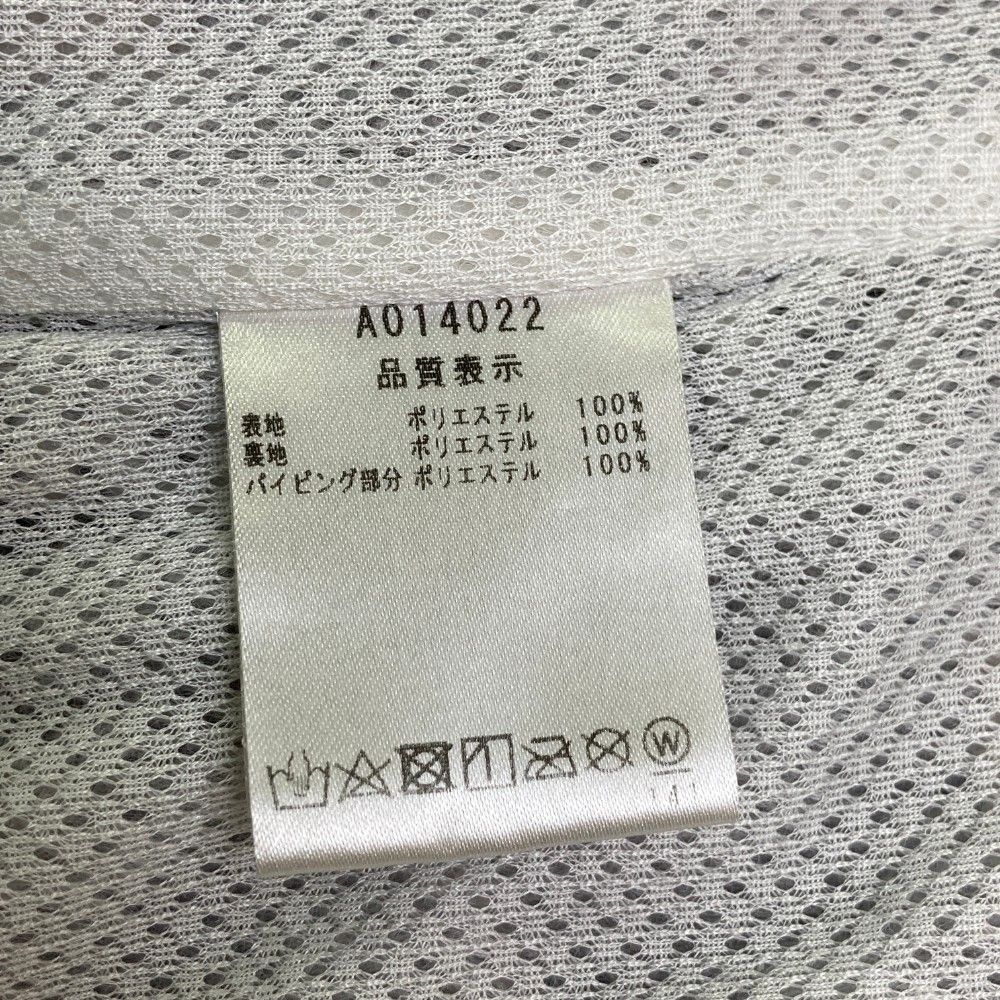 A014022
品質表示
表地 ポリエステル 100%
裏地 ポリエステル 100%
パイピング部分 ポリエステル 100%
W
141